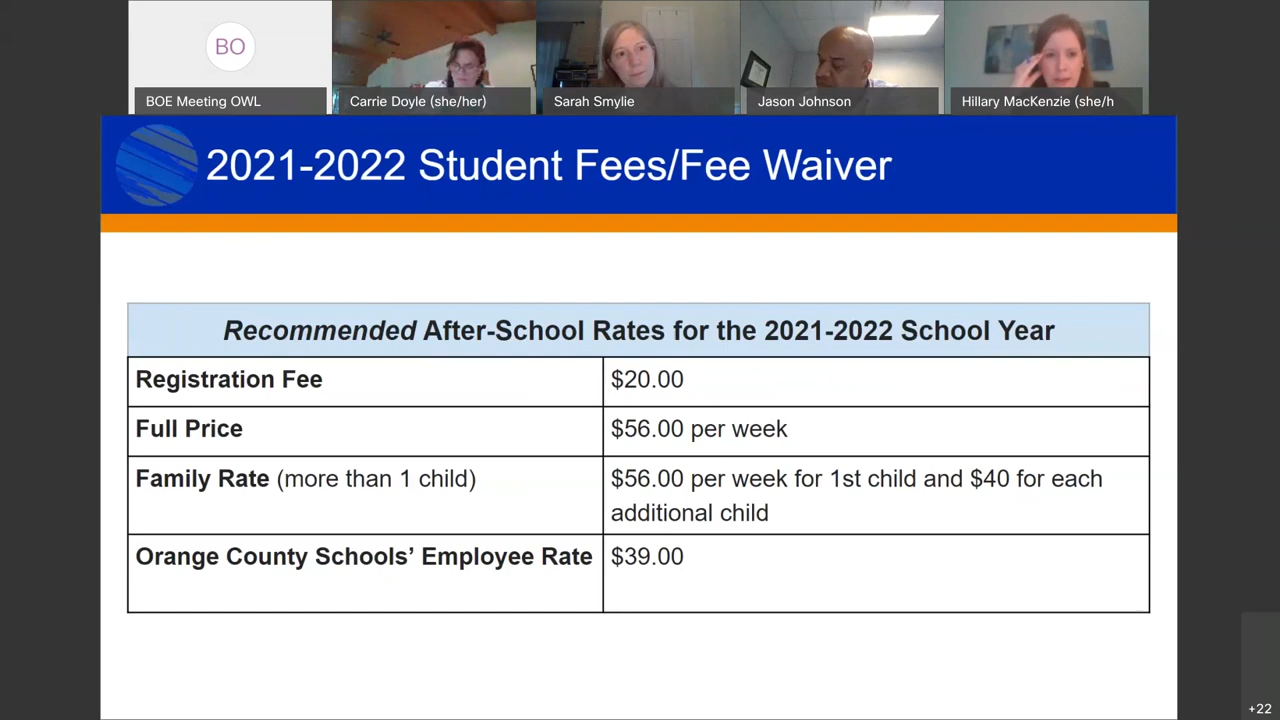 BO
BOE Meeting OWL
Carrie Doyle (she/her)
Sarah Smylie
Jason Johnson
Hillary MacKenzie (she/h
2021-2022 Student Fees/Fee Waiver
Recommended After-School Rates for the 2021-2022 School Year
Registration Fee
$20.00
Full Price
$56.00 per week
Family Rate (more than 1 child)
$56.00 per week for 1st child and $40 for each
additional child
Orange County Schools’ Employee Rate
$39.00
+22